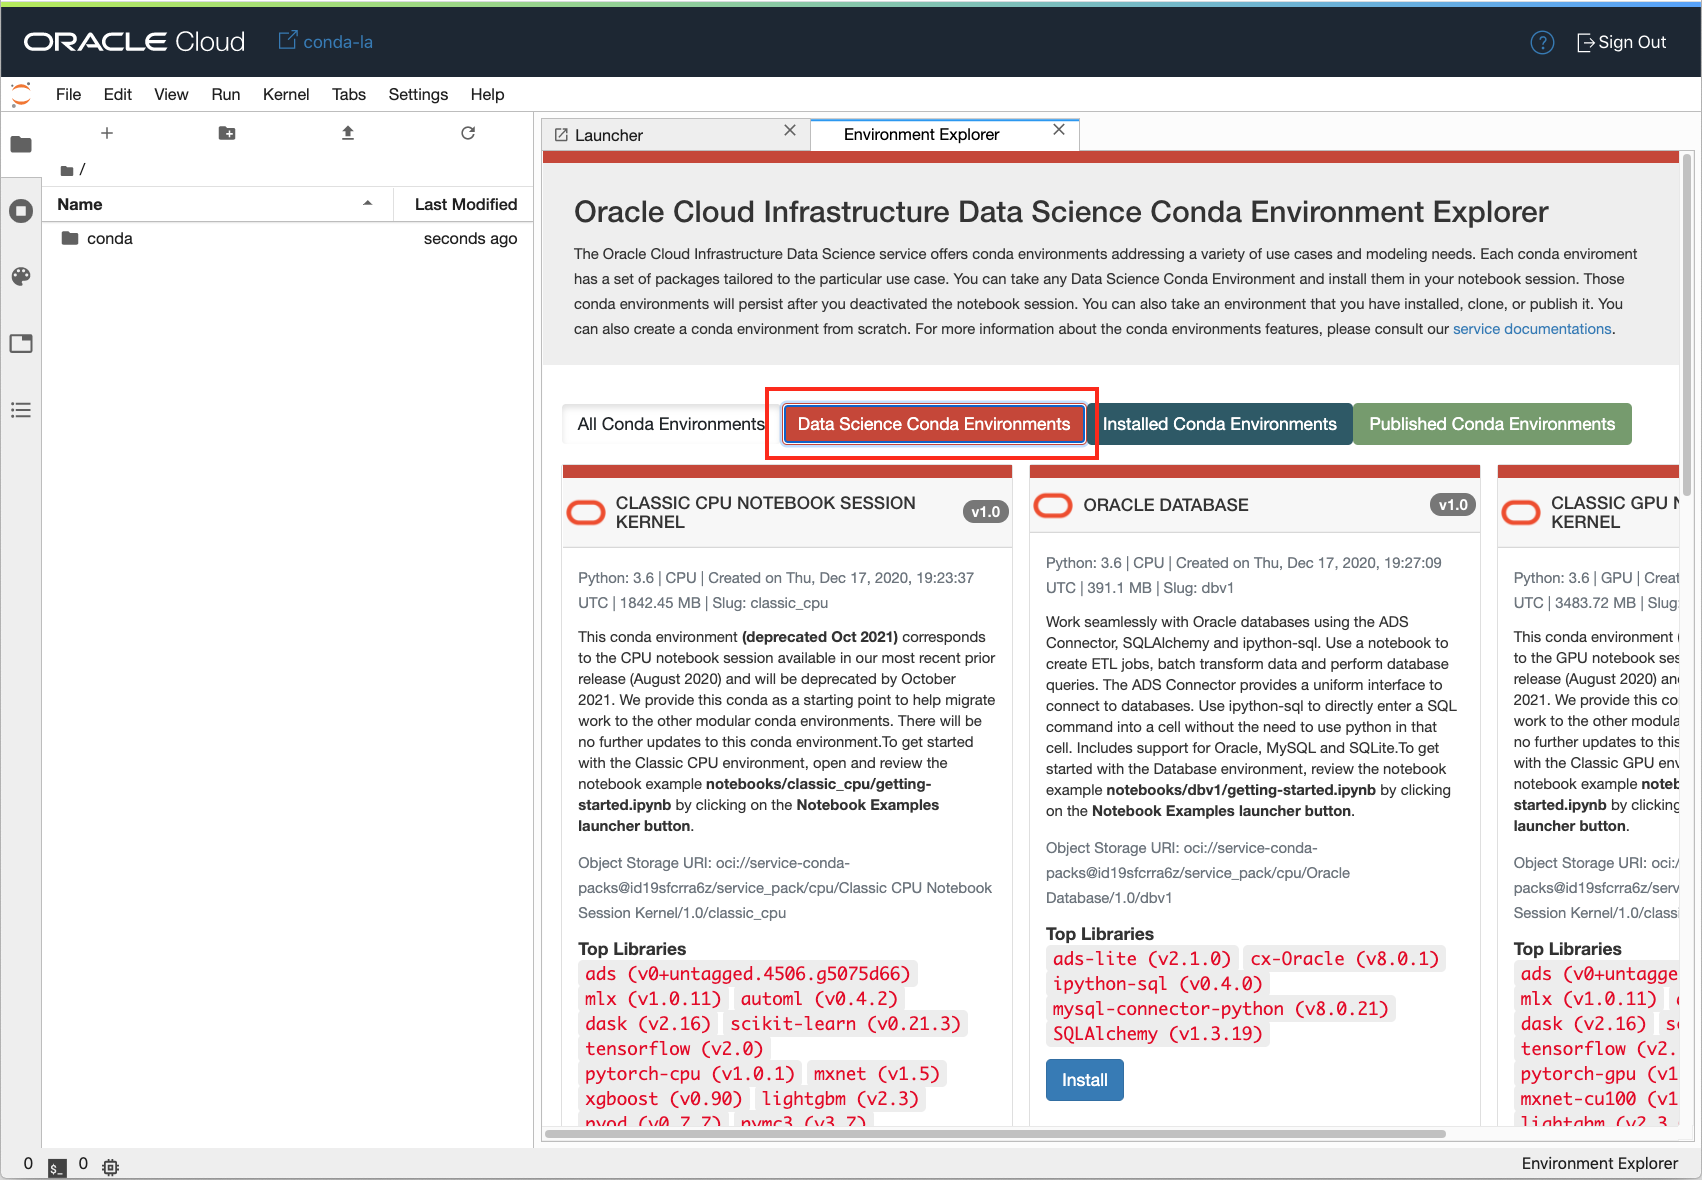 ORACLE Cloud conda-la ? Sign Out
File Edit View Run Kernel Tabs Settings Help
Launcher Environment Explorer
/
Name Last Modified
conda seconds ago
Oracle Cloud Infrastructure Data Science Conda Environment Explorer
The Oracle Cloud Infrastructure Data Science service offers conda environments addressing a variety of use cases and modeling needs. Each conda enviroment
has a set of packages tailored to the particular use case. You can take any Data Science Conda Environment and install them in your notebook session. Those
conda environments will persist after you deactivated the notebook session. You can also take an environment that you have installed, clone, or publish it. You
can also create a conda environment from scratch. For more information about the conda environments features, please consult our service documentations.
All Conda Environments Data Science Conda Environments Installed Conda Environments Published Conda Environments
CLASSIC CPU NOTEBOOK SESSION
KERNEL
v1.0
Python: 3.6 | CPU | Created on Thu, Dec 17, 2020, 19:23:37
UTC | 1842.45 MB | Slug: classic_cpu
This conda environment (deprecated Oct 2021) corresponds
to the CPU notebook session available in our most recent prior
release (August 2020) and will be deprecated by October
2021. We provide this conda as a starting point to help migrate
work to the other modular conda environments. There will be
no further updates to this conda environment.To get started
with the Classic CPU environment, open and review the
notebook example notebooks/classic_cpu/getting-
started.ipynb by clicking on the Notebook Examples
launcher button.
Object Storage URI: oci://service-conda-
packs@id19sfcrra6z/service_pack/cpu/Classic CPU Notebook
Session Kernel/1.0/classic_cpu
Top Libraries
ads (v0+untagged.4506.g5075d66)
mlx (v1.0.11) automl (v0.4.2)
dask (v2.16) scikit-learn (v0.21.3)
tensorflow (v2.0)
pytorch-cpu (v1.0.1) mxnet (v1.5)
xgboost (v0.90) lightgbm (v2.3)
pyod (v0.7.7) pymc3 (v3.7)
ORACLE DATABASE
v1.0
Python: 3.6 | CPU | Created on Thu, Dec 17, 2020, 19:27:09
UTC | 391.1 MB | Slug: dbv1
Work seamlessly with Oracle databases using the ADS
Connector, SQLAlchemy and ipython-sql. Use a notebook to
create ETL jobs, batch transform data and perform database
queries. The ADS Connector provides a uniform interface to
connect to databases. Use ipython-sql to directly enter a SQL
command into a cell without the need to use python in that
cell. Includes support for Oracle, MySQL and SQLite.To get
started with the Database environment, review the notebook
example notebooks/dbv1/getting-started.ipynb by clicking
on the Notebook Examples launcher button.
Object Storage URI: oci://service-conda-
packs@id19sfcrra6z/service_pack/cpu/Oracle
Database/1.0/dbv1
Top Libraries
ads-lite (v2.1.0) cx-Oracle (v8.0.1)
ipython-sql (v0.4.0)
mysql-connector-python (v8.0.21)
SQLAlchemy (v1.3.19)
Install
CLASSIC GPU
KERNEL
Python: 3.6 | GPU | Creat
UTC | 3483.72 MB | Slug:
This conda environment (
to the GPU notebook ses
release (August 2020) an
2021. We provide this co
work to the other modula
no further updates to this
with the Classic GPU env
notebook example noteb
started.ipynb by clicking
launcher button.
Object Storage URI: oci:/
packs@id19sfcrra6z/serv
Session Kernel/1.0/classi
Top Libraries
ads (v0+untagge
mlx (v1.0.11)
dask (v2.16) s
tensorflow (v2.
pytorch-gpu (v1
mxnet-cu100 (v1
lightgbm (v2.3
0 $_ 0 Environment Explorer